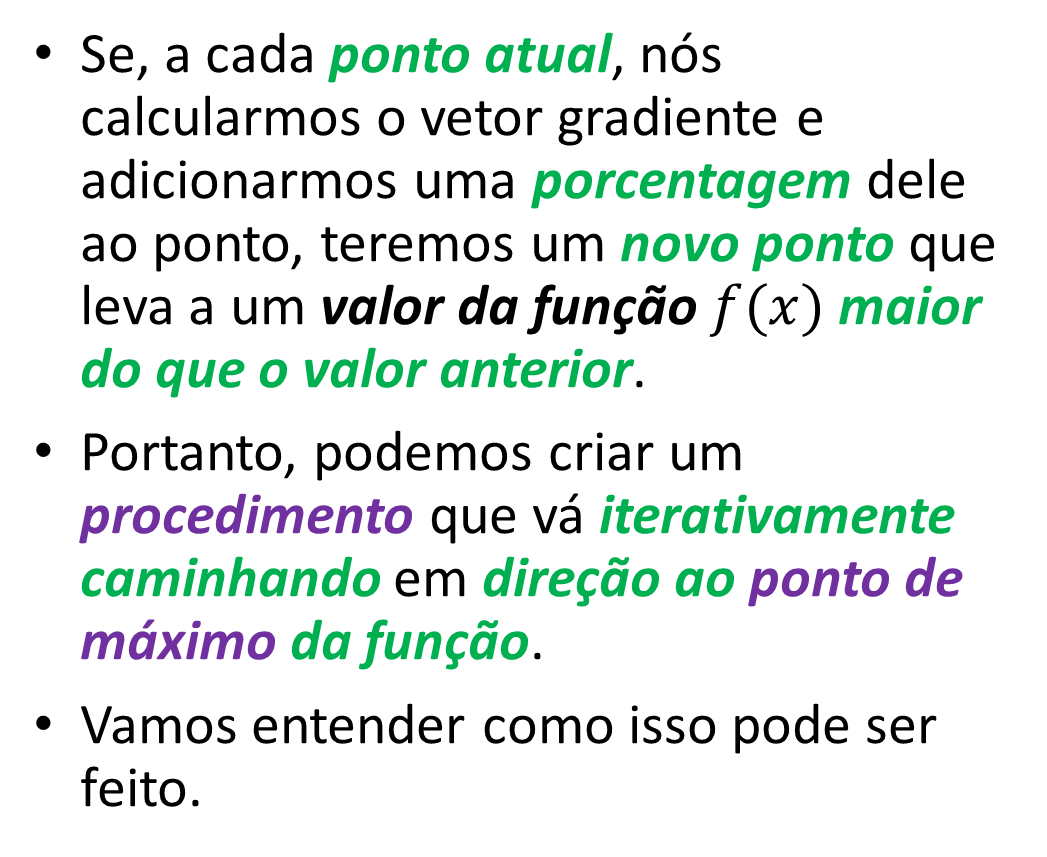 • Se, a cada ponto atual, nós
calcularmos o vetor gradiente e
adicionarmos uma porcentagem dele
ao ponto, teremos um novo ponto que
leva a um valor da função f(x) maior
do que o valor anterior.
• Portanto, podemos criar um
procedimento que vá iterativamente
caminhando em direção ao ponto de
máximo da função.
• Vamos entender como isso pode ser
feito.